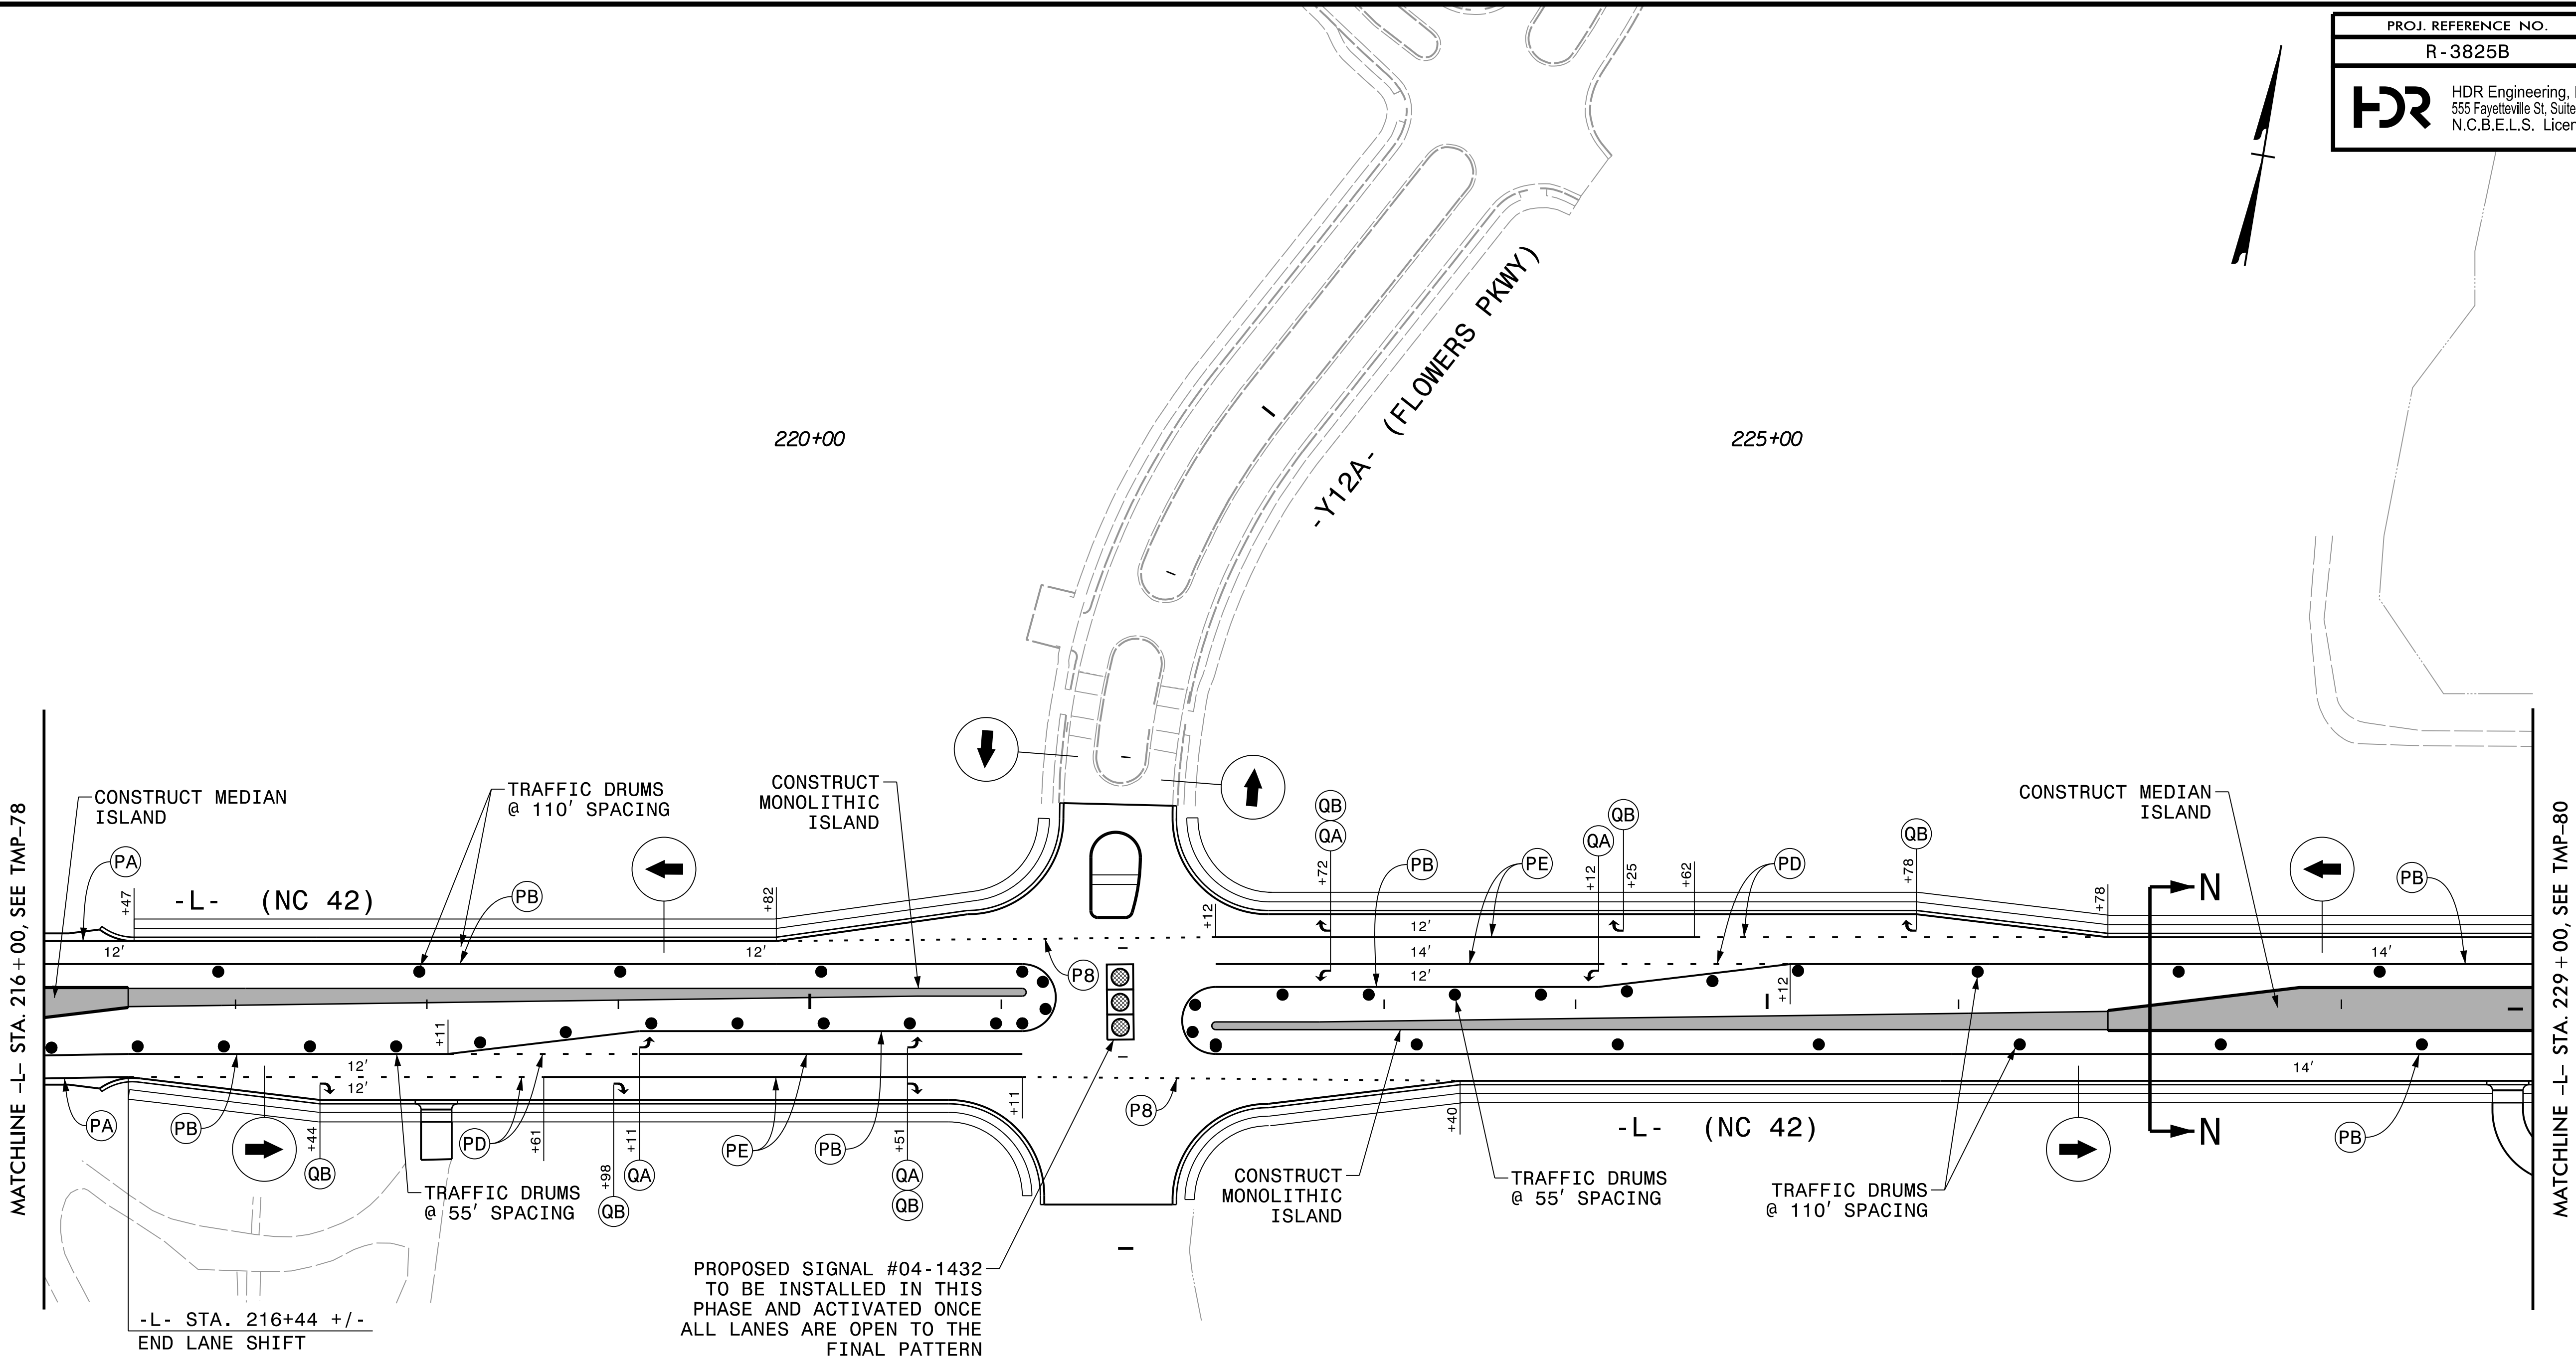 PROJ. REFERENCE NO.
R-3825B
HDR
HDR Engineering,
555 Fayetteville St, Suite
N.C.B.E.L.S.
220+00
225+00
-Y12A- (FLOWERS PKWY)
MATCHLINE -L- STA. 216+00, SEE TMP-78
CONSTRUCT MEDIAN
ISLAND
TRAFFIC DRUMS
@ 110' SPACING
CONSTRUCT
MONOLITHIC
ISLAND
PA
+47
-L- (NC 42)
PB
+82
12'
12'
P8
QB
QA
+72
+12
PB
PE
QA
+12
QB
+25
+62
PD
QB
+78
+78
CONSTRUCT MEDIAN
ISLAND
N
PB
12'
14'
12'
14'
+12
MATCHLINE -L- STA. 229+00, SEE TMP-80
+11
12'
12'
14'
PA
PB
+44
QB
PD
+61
+98
QB
+11
QA
PE
PB
+51
QA
QB
+11
P8
+40
-L- (NC 42)
N
PB
TRAFFIC DRUMS
@ 55' SPACING
CONSTRUCT
MONOLITHIC
ISLAND
TRAFFIC DRUMS
@ 55' SPACING
TRAFFIC DRUMS
@ 110' SPACING
PROPOSED SIGNAL #04-1432
TO BE INSTALLED IN THIS
PHASE AND ACTIVATED ONCE
ALL LANES ARE OPEN TO THE
FINAL PATTERN
-L- STA. 216+44 +/-
END LANE SHIFT